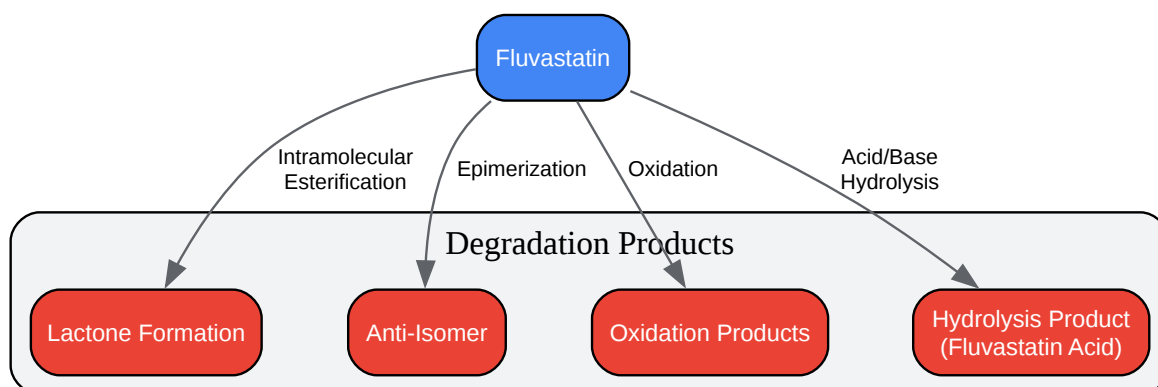 Fluvastatin
Intramolecular
Esterification
Epimerization
Oxidation
Acid/Base
Hydrolysis
Degradation Products
Lactone Formation
Anti-Isomer
Oxidation Products
Hydrolysis Product
(Fluvastatin Acid)